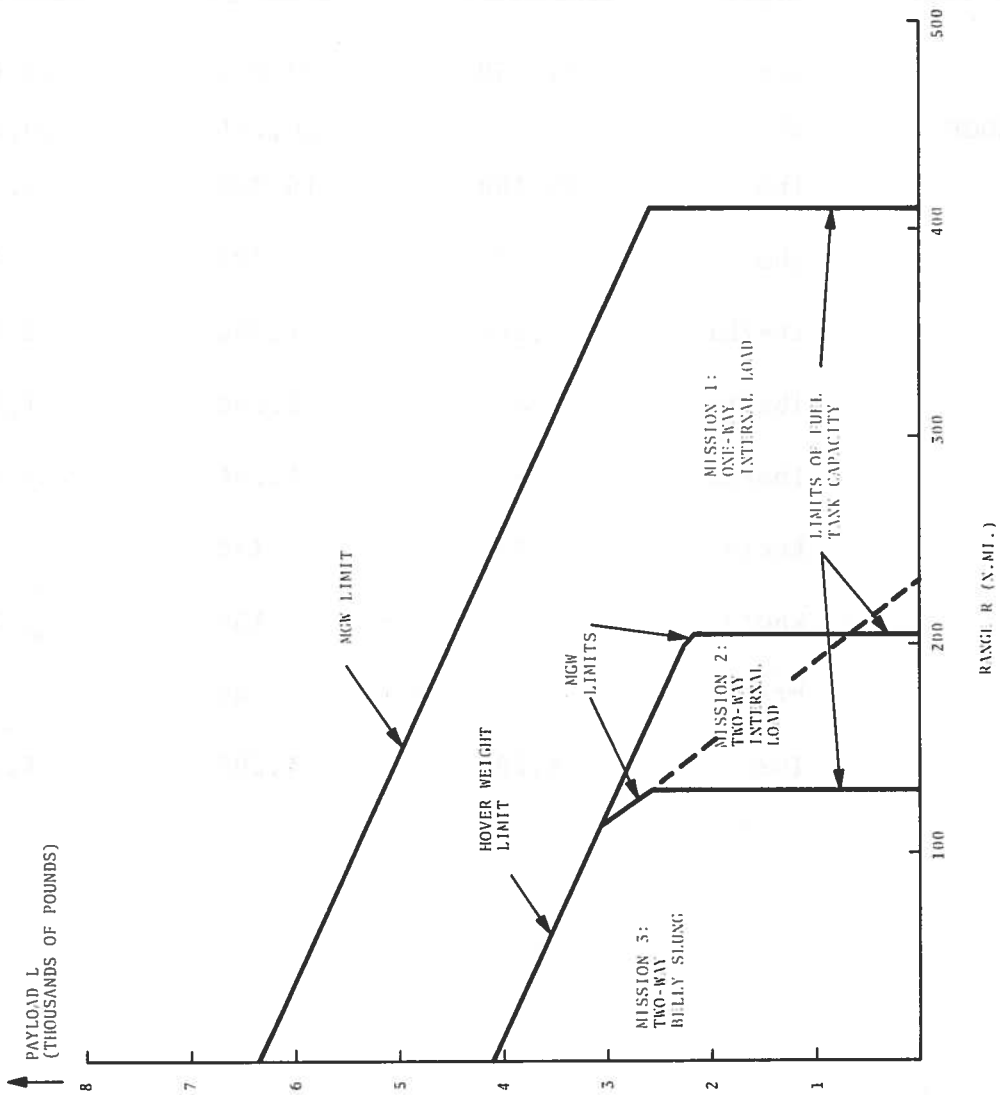 PAYLOAD L
(THOUSANDS OF POUNDS)
8
7
6
5
4
3
2
1
MGW LIMIT
HOVER WEIGHT
LIMIT
MGW
LIMITS
MISSION 3:
TWO-WAY
BELLY SLUNG
MISSION 2:
TWO-WAY
INTERNAL
LOAD
MISSION 1:
ONE-WAY
INTERNAL LOAD
LIMITS OF FUEL
TANK CAPACITY
100
200
300
400
500
RANGE R (N.MI.)